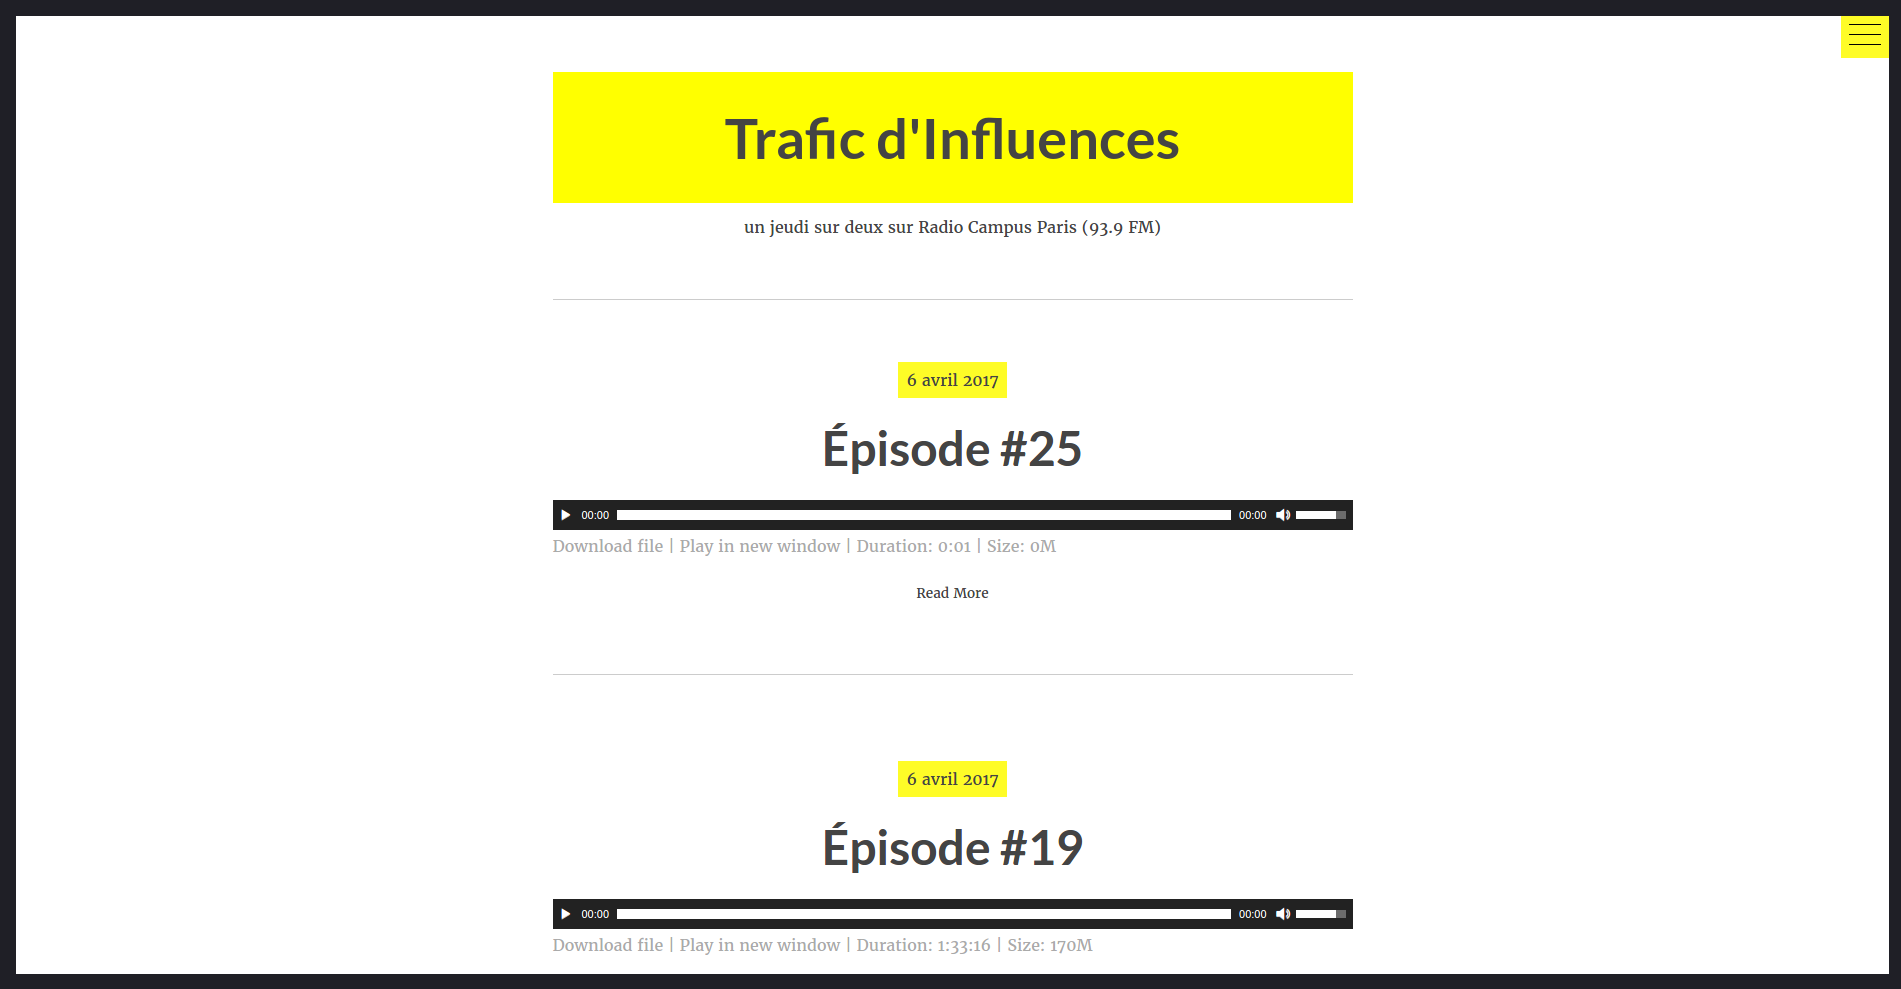 Trafic d'Influences
un jeudi sur deux sur Radio Campus Paris (93.9 FM)
6 avril 2017
Épisode #25
00:00 00:00
Download file | Play in new window | Duration: 0:01 | Size: 0M
Read More
6 avril 2017
Épisode #19
00:00 00:00
Download file | Play in new window | Duration: 1:33:16 | Size: 170M